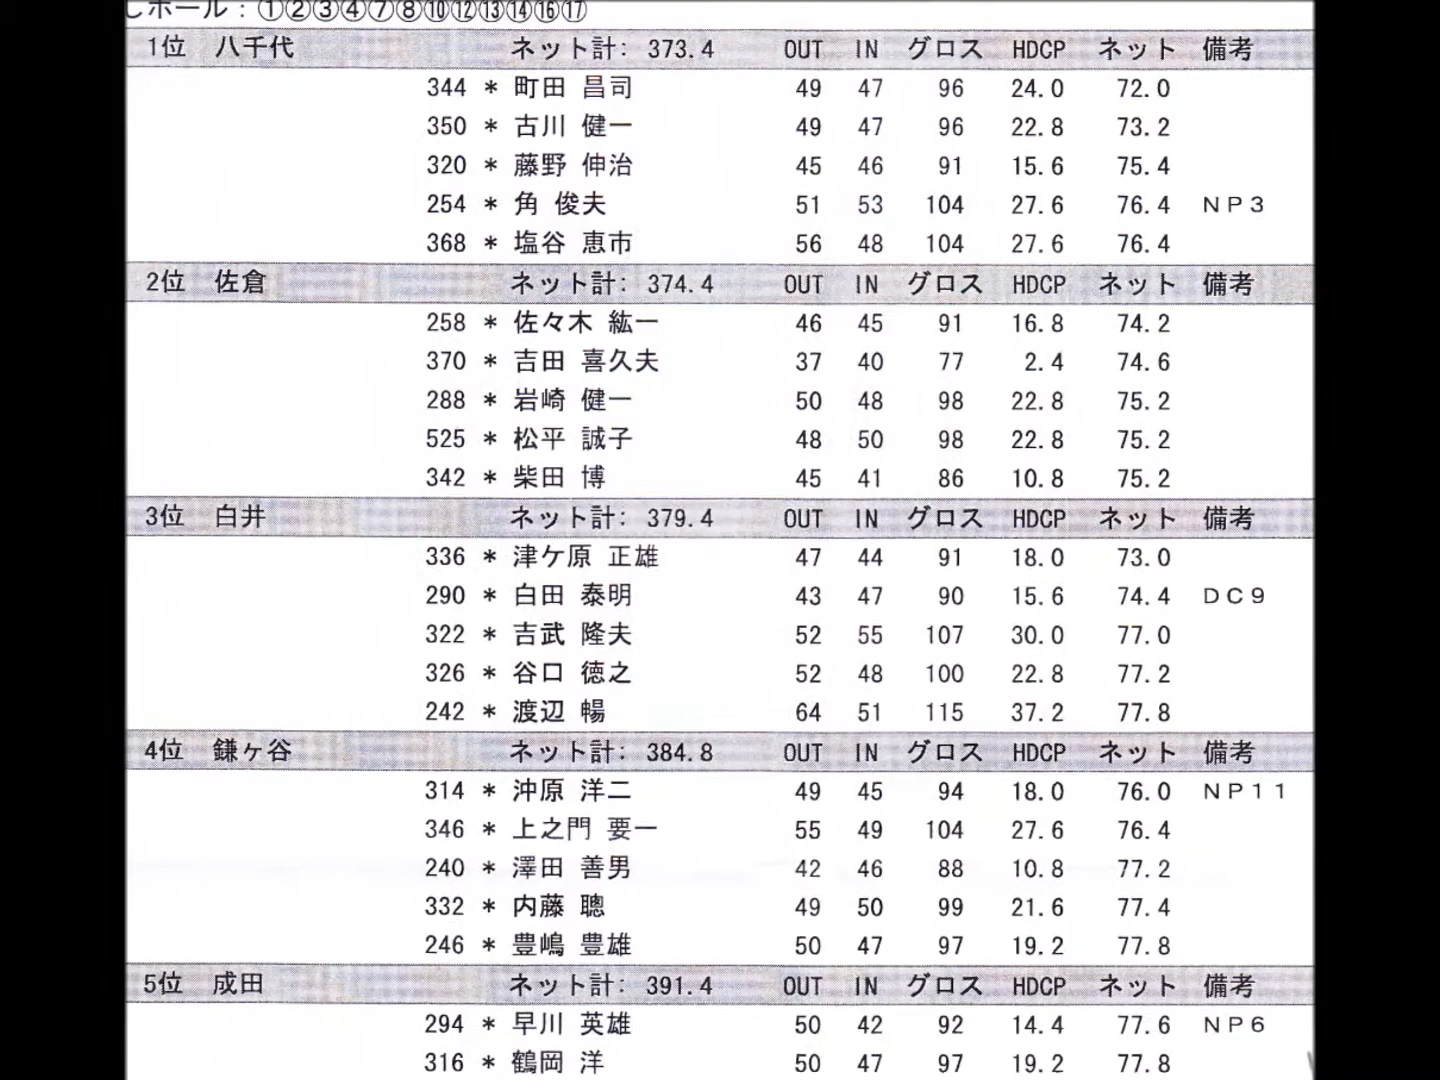 しホール：①②③④⑦⑧⑩⑫⑬⑭⑯⑰
1位 八千代 ネット計: 373.4 OUT IN グロス HDCP ネット 備考
344 * 町田 昌司 49 47 96 24.0 72.0
350 * 古川 健一 49 47 96 22.8 73.2
320 * 藤野 伸治 45 46 91 15.6 75.4
254 * 角 俊夫 51 53 104 27.6 76.4 NP3
368 * 塩谷 恵市 56 48 104 27.6 76.4
2位 佐倉 ネット計: 374.4 OUT IN グロス HDCP ネット 備考
258 * 佐々木 紘一 46 45 91 16.8 74.2
370 * 吉田 喜久夫 37 40 77 2.4 74.6
288 * 岩崎 健一 50 48 98 22.8 75.2
525 * 松平 誠子 48 50 98 22.8 75.2
342 * 柴田 博 45 41 86 10.8 75.2
3位 白井 ネット計: 379.4 OUT IN グロス HDCP ネット 備考
336 * 津ケ原 正雄 47 44 91 18.0 73.0
290 * 白田 泰明 43 47 90 15.6 74.4 DC9
322 * 吉武 隆夫 52 55 107 30.0 77.0
326 * 谷口 徳之 52 48 100 22.8 77.2
242 * 渡辺 暢 64 51 115 37.2 77.8
4位 鎌ヶ谷 ネット計: 384.8 OUT IN グロス HDCP ネット 備考
314 * 沖原 洋二 49 45 94 18.0 76.0 NP11
346 * 上之門 要一 55 49 104 27.6 76.4
240 * 澤田 善男 42 46 88 10.8 77.2
332 * 内藤 聰 49 50 99 21.6 77.4
246 * 豊嶋 豊雄 50 47 97 19.2 77.8
5位 成田 ネット計: 391.4 OUT IN グロス HDCP ネット 備考
294 * 早川 英雄 50 42 92 14.4 77.6 NP6
316 * 鶴岡 洋 50 47 97 19.2 77.8